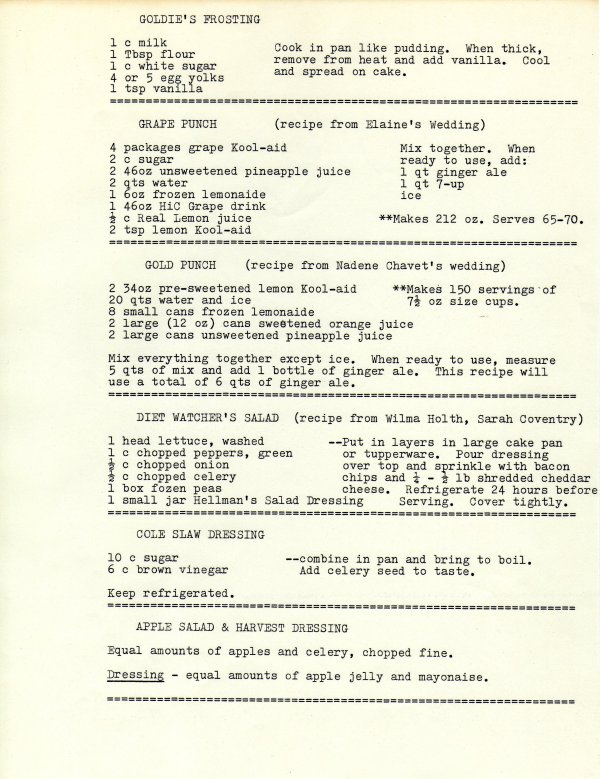 GOLDIE'S FROSTING
1 c milk
1 Tbsp flour
1 c white sugar
4 or 5 egg yolks
1 tsp vanilla
Cook in pan like pudding. When thick,
remove from heat and add vanilla. Cool
and spread on cake.
GRAPE PUNCH (recipe from Elaine's Wedding)
4 packages grape Kool-aid
2 c sugar
2 46oz unsweetened pineapple juice
2 qts water
1 6oz frozen lemonaide
1 46oz HiC Grape drink
½ c Real Lemon juice
2 tsp lemon Kool-aid
Mix together. When
ready to use, add:
1 qt ginger ale
1 qt 7-up
ice
**Makes 212 oz. Serves 65-70.
GOLD PUNCH (recipe from Nadene Chavet's wedding)
2 34oz pre-sweetened lemon Kool-aid
20 qts water and ice
8 small cans frozen lemonaide
2 large (12 oz) cans sweetened orange juice
2 large cans unsweetened pineapple juice
**Makes 150 servings of
7½ oz size cups.
Mix everything together except ice. When ready to use, measure
5 qts of mix and add 1 bottle of ginger ale. This recipe will
use a total of 6 qts of ginger ale.
DIET WATCHER'S SALAD (recipe from Wilma Holth, Sarah Coventry)
1 head lettuce, washed
1 c chopped peppers, green
½ c chopped onion
½ c chopped celery
1 box fozen peas
1 small jar Hellman's Salad Dressing
--Put in layers in large cake pan
or tupperware. Pour dressing
over top and sprinkle with bacon
chips and ¼ - ½ lb shredded cheddar
cheese. Refrigerate 24 hours before
Serving. Cover tightly.
COLE SLAW DRESSING
10 c sugar
6 c brown vinegar
--combine in pan and bring to boil.
Add celery seed to taste.
Keep refrigerated.
APPLE SALAD & HARVEST DRESSING
Equal amounts of apples and celery, chopped fine.
Dressing - equal amounts of apple jelly and mayonaise.